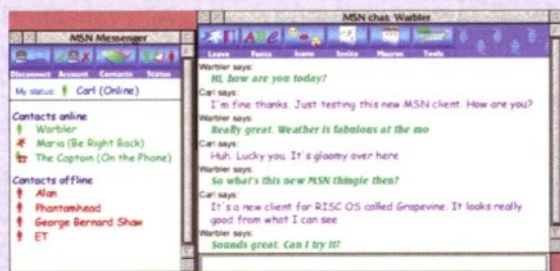 MSN Messenger
Disconnect Account Contacts Status
My status Carl (Online)
Contacts online
Warbler
Maria (Be Right Back)
The Captain (On the Phone)
Contacts offline
Alan
Phantomhead
George Bernard Shaw
ET
MSN chat: Warbler
Leave Fonts Icons Invite Macros Tools
Warbler says:
Hi, how are you today?
Carl says:
I'm fine thanks. Just testing this new MSN client. How are you?
Warbler says:
Really great. Weather is fabulous at the mo
Carl says:
Huh. Lucky you. It's gloomy over here
Warbler says:
So what's this new MSN thingie then?
Carl says:
It's a new client for RISC OS called Grapevine. It looks really
good from what I can see
Warbler says:
Sounds great. Can I try it?